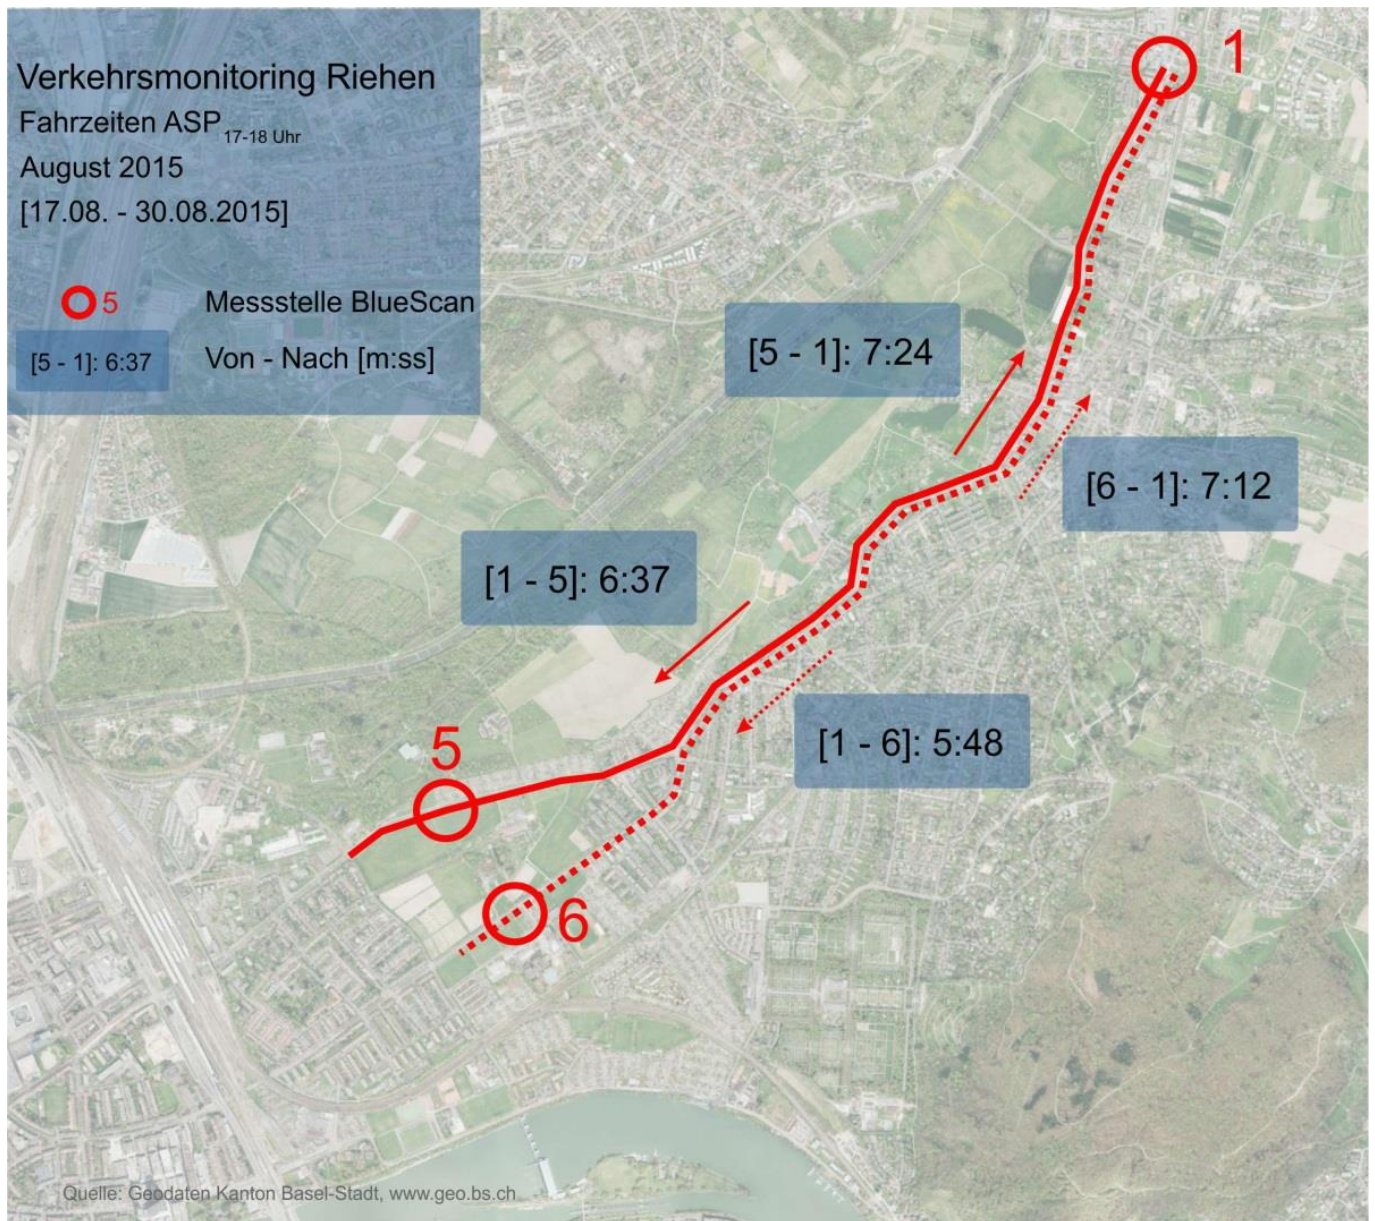 Verkehrsmonitoring Riehen
Fahrzeiten ASP 17-18 Uhr
August 2015
[17.08. - 30.08.2015]
5 Messstelle BlueScan
[5 - 1]: 6:37 Von - Nach [m:ss]
1
[5 - 1]: 7:24
[6 - 1]: 7:12
[1 - 5]: 6:37
[1 - 6]: 5:48
5
6
Quelle: Geodaten Kanton Basel-Stadt, www.geo.bs.ch